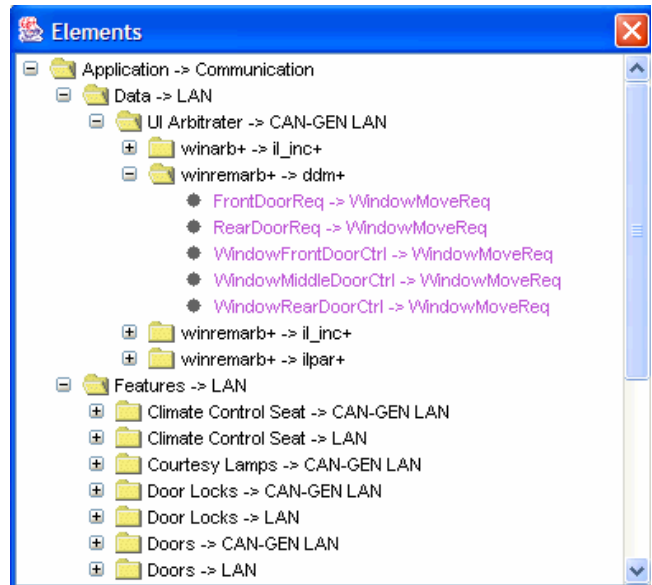 Elements
Application -> Communication
Data -> LAN
UI Arbitrater -> CAN-GEN LAN
winarb+ -> il_inc+
winremarb+ -> ddm+
FrontDoorReq -> WindowMoveReq
RearDoorReq -> WindowMoveReq
WindowFrontDoorCtrl -> WindowMoveReq
WindowMiddleDoorCtrl -> WindowMoveReq
WindowRearDoorCtrl -> WindowMoveReq
winremarb+ -> il_inc+
winremarb+ -> ilpar+
Features -> LAN
Climate Control Seat -> CAN-GEN LAN
Climate Control Seat -> LAN
Courtesy Lamps -> CAN-GEN LAN
Door Locks -> CAN-GEN LAN
Door Locks -> LAN
Doors -> CAN-GEN LAN
Doors -> LAN